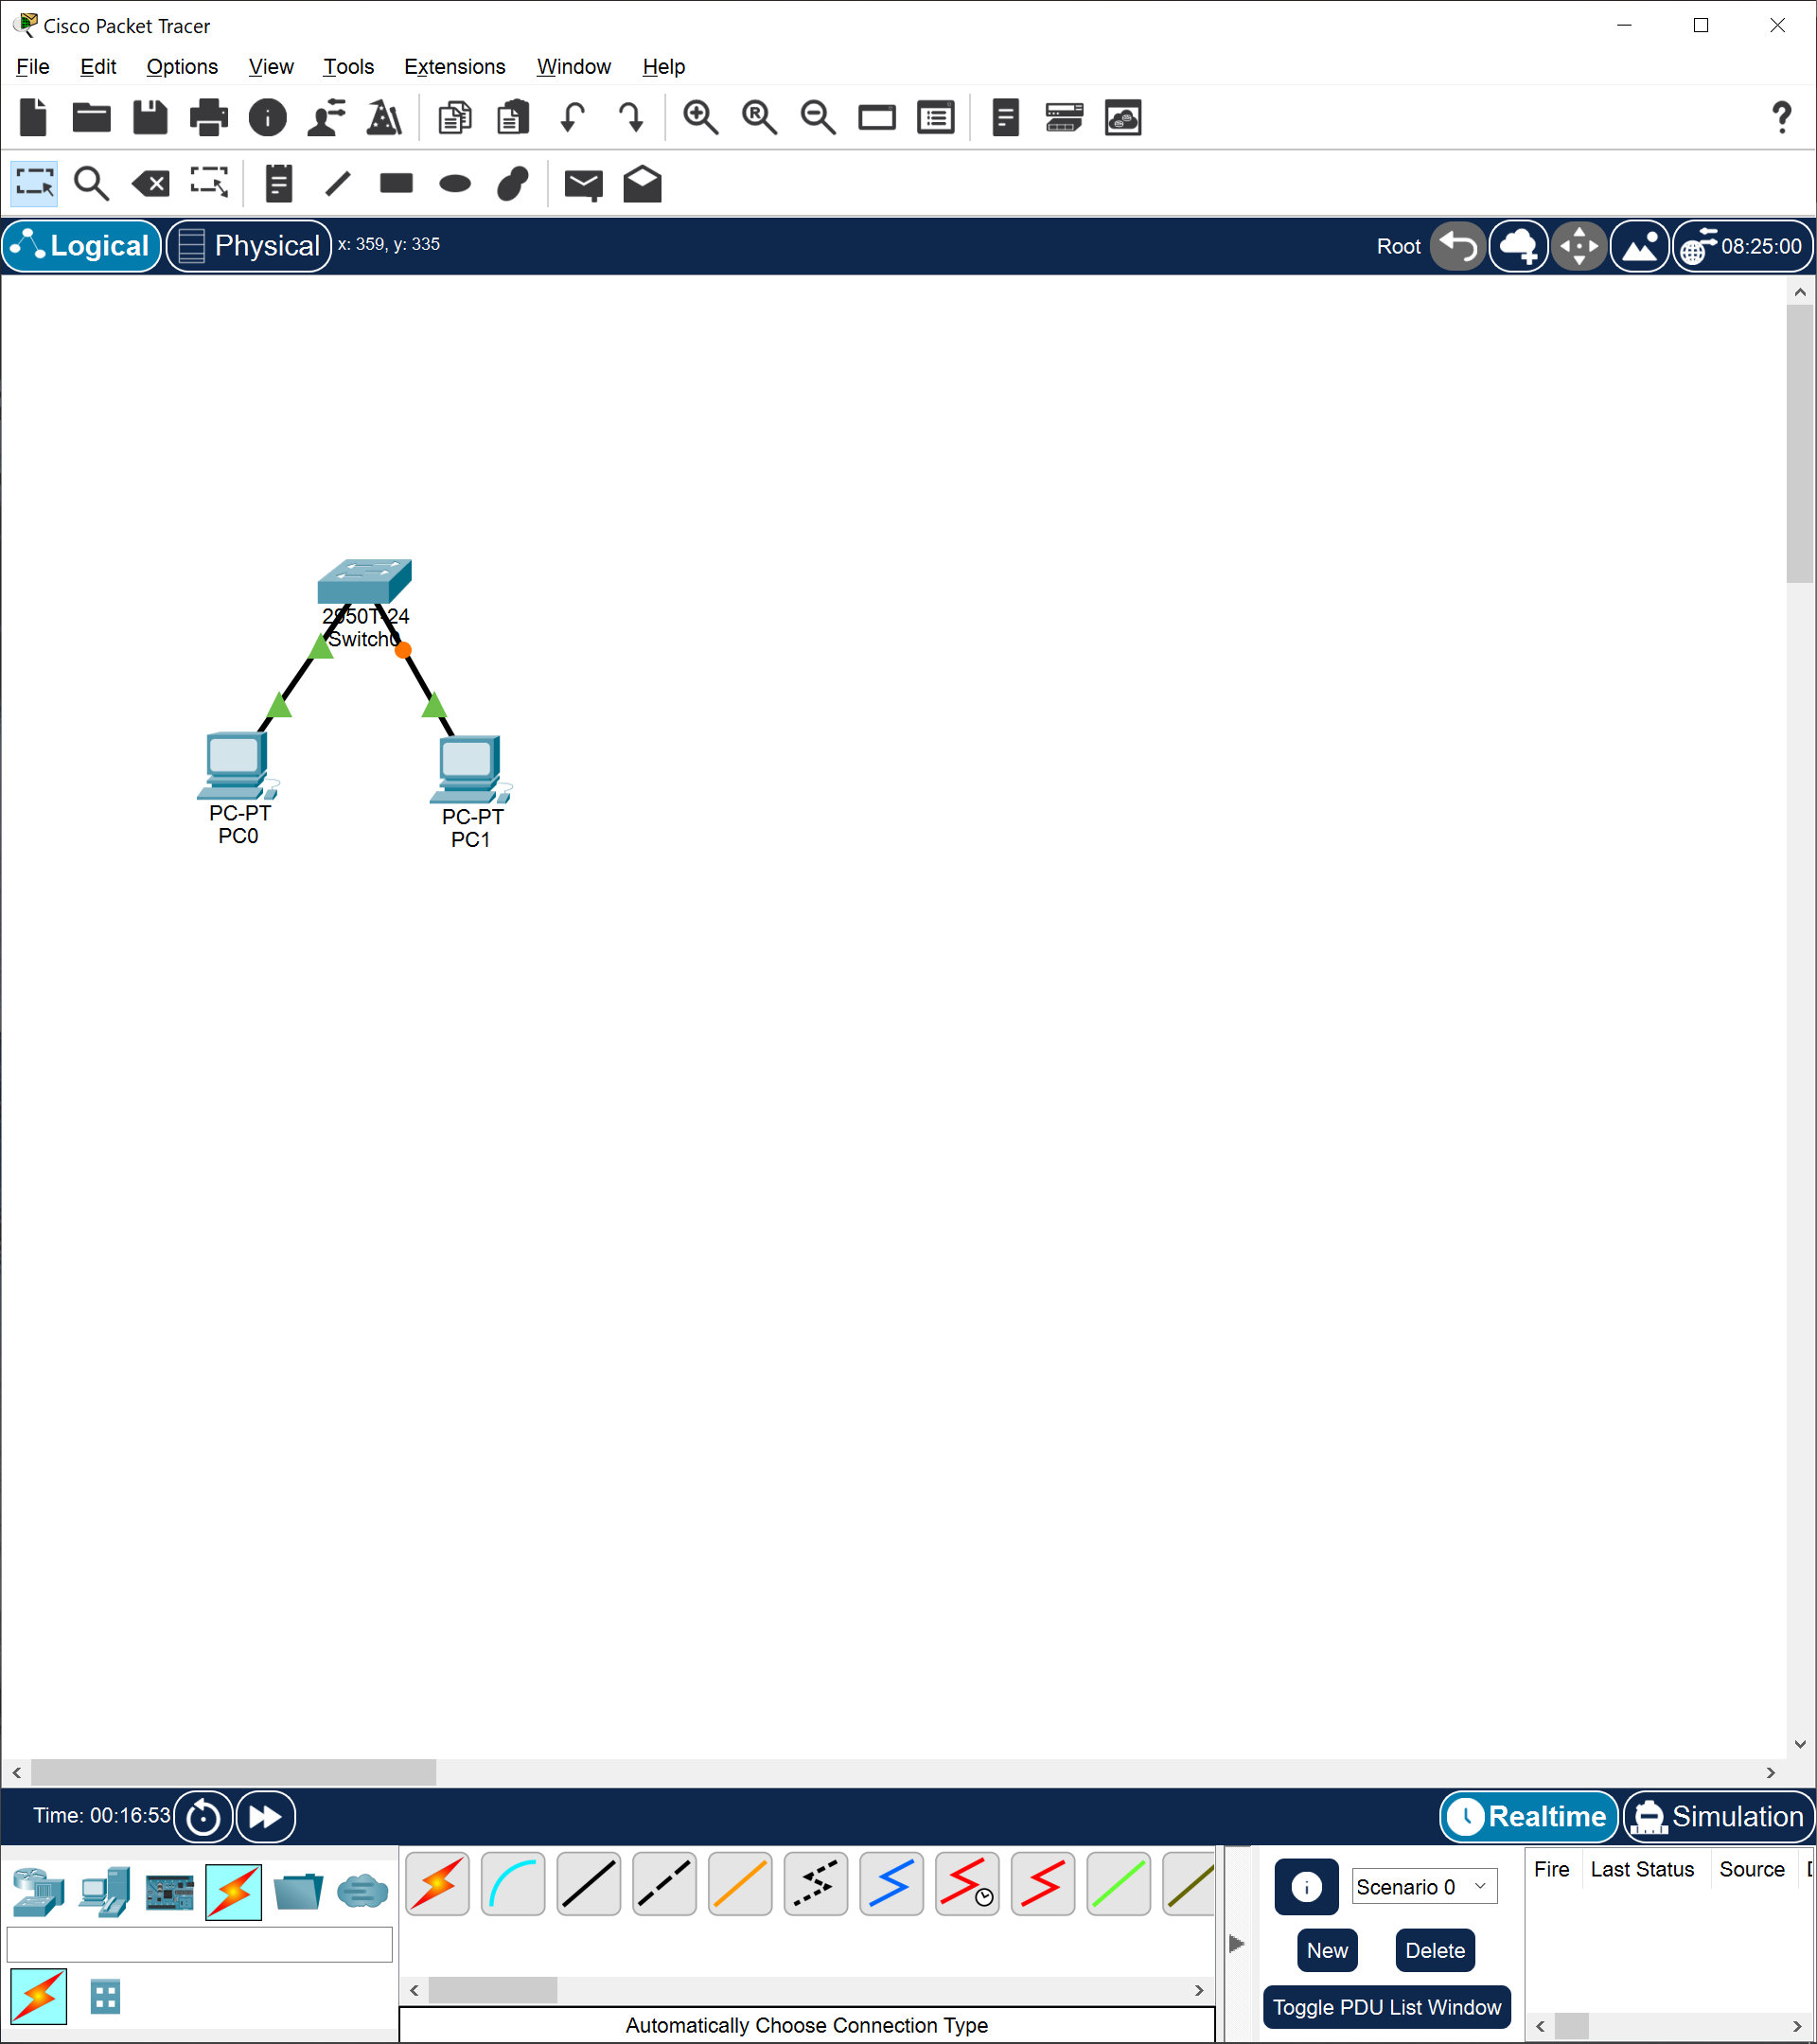 Cisco Packet Tracer
File Edit Options View Tools Extensions Window Help
Logical Physical x: 359, y: 335 Root 08:25:00
2950T-24
Switch0
PC-PT
PC0
PC-PT
PC1
Time: 00:16:53 Realtime Simulation
Fire Last Status Source
Scenario 0
New Delete
Toggle PDU List Window
Automatically Choose Connection Type